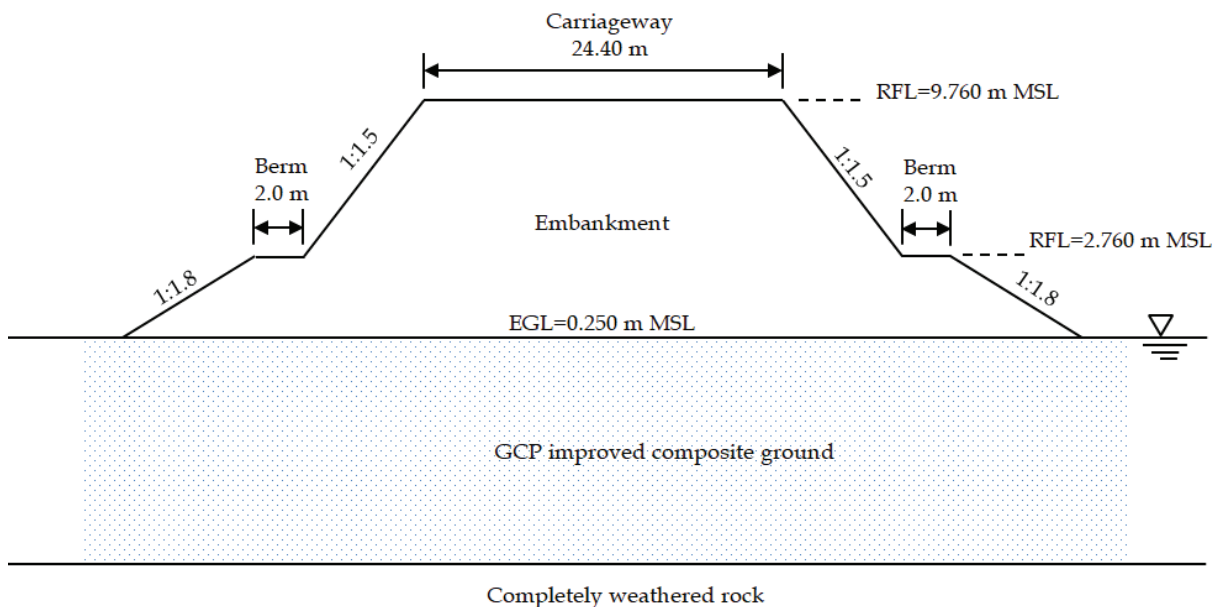 Carriageway
24.40 m
RFL=9.760 m MSL
1:1.5
1:1.5
Berm
2.0 m
Berm
2.0 m
Embankment
RFL=2.760 m MSL
1:1.8
1:1.8
EGL=0.250 m MSL
GCP improved composite ground
Completely weathered rock